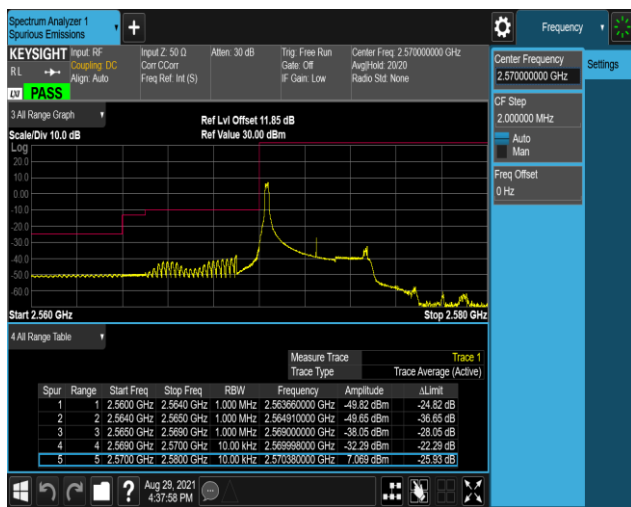 Spectrum Analyzer 1
Spurious Emissions
Frequency
KEYSIGHT Input: RF Input Z: 50 Ω Atten: 30 dB Trig: Free Run Center Freq: 2.570000000 GHz
RL Coupling: DC Corr CCorr Gate: Off Avg|Hold: 20/20
Align: Auto Freq Ref: Int (S) IF Gain: Low Radio Std: None
LXI PASS
Center Frequency
2.570000000 GHz
Settings
CF Step
2.000000 MHz
Auto
Man
Freq Offset
0 Hz
3 All Range Graph
Ref Lvl Offset 11.85 dB
Scale/Div 10.0 dB Ref Value 30.00 dBm
Log
20.0
10.0
0.00
-10.0
-20.0
-30.0
-40.0
-50.0
-60.0
Start 2.560 GHz Stop 2.580 GHz
4 All Range Table
Measure Trace Trace 1
Trace Type Trace Average (Active)
Spur Range Start Freq Stop Freq RBW Frequency Amplitude ΔLimit
1 1 2.5600 GHz 2.5640 GHz 1.000 MHz 2.563660000 GHz -49.82 dBm -24.82 dB
2 2 2.5640 GHz 2.5650 GHz 1.000 MHz 2.564910000 GHz -49.65 dBm -36.65 dB
3 3 2.5650 GHz 2.5690 GHz 1.000 MHz 2.569000000 GHz -38.05 dBm -28.05 dB
4 4 2.5690 GHz 2.5700 GHz 10.00 kHz 2.569998000 GHz -32.29 dBm -22.29 dB
5 5 2.5700 GHz 2.5800 GHz 10.00 kHz 2.570380000 GHz 7.069 dBm -25.93 dB
? Aug 29, 2021
4:37:58 PM